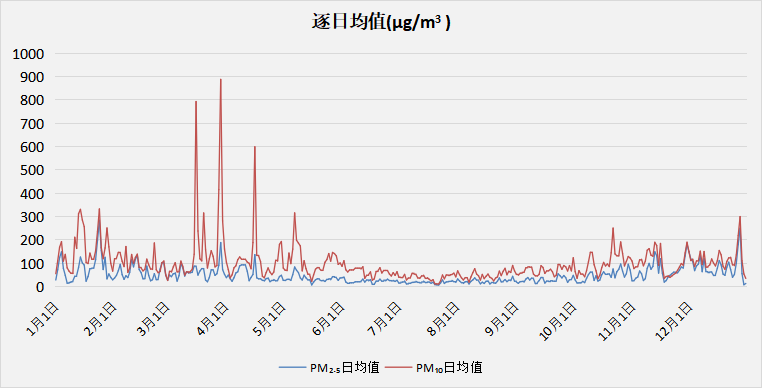 逐日均值(μg/m³ )
1000
900
800
700
600
500
400
300
200
100
0
1月1日
2月1日
3月1日
4月1日
5月1日
6月1日
7月1日
8月1日
9月1日
10月1日
11月1日
12月1日
PM₂.₅日均值 PM₁₀日均值